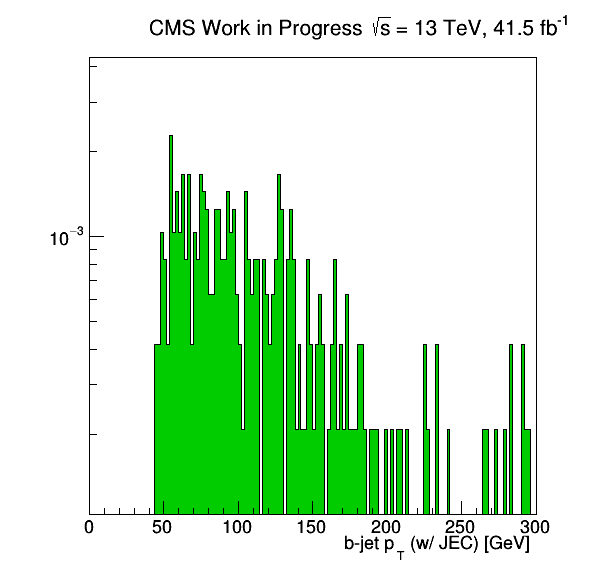 CMS Work in Progress √s = 13 TeV, 41.5 fb⁻¹
10⁻³
0 50 100 150 200 250 300
b-jet p_T (w/ JEC) [GeV]